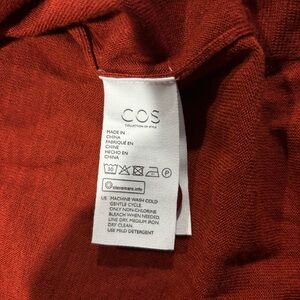 COS
COLLECTION OF STYLE
MADE IN
CHINA
FABRIQUÉ EN
CHINE
HECHO EN
CHINA
30
P
clevercare.info
US MACHINE WASH COLD
GENTLE CYCLE
ONLY NON-CHLORINE
BLEACH WHEN NEEDED.
LINE DRY, MEDIUM IRON
DRY CLEAN.
USE MILD DETERGENT